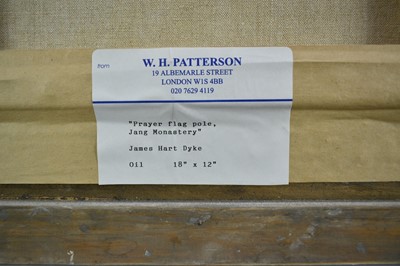 from
W. H. PATTERSON
19 ALBEMARLE STREET
LONDON W1S 4BB
020 7629 4119
"Prayer flag pole,
Jang Monastery"
James Hart Dyke
Oil 18" x 12"